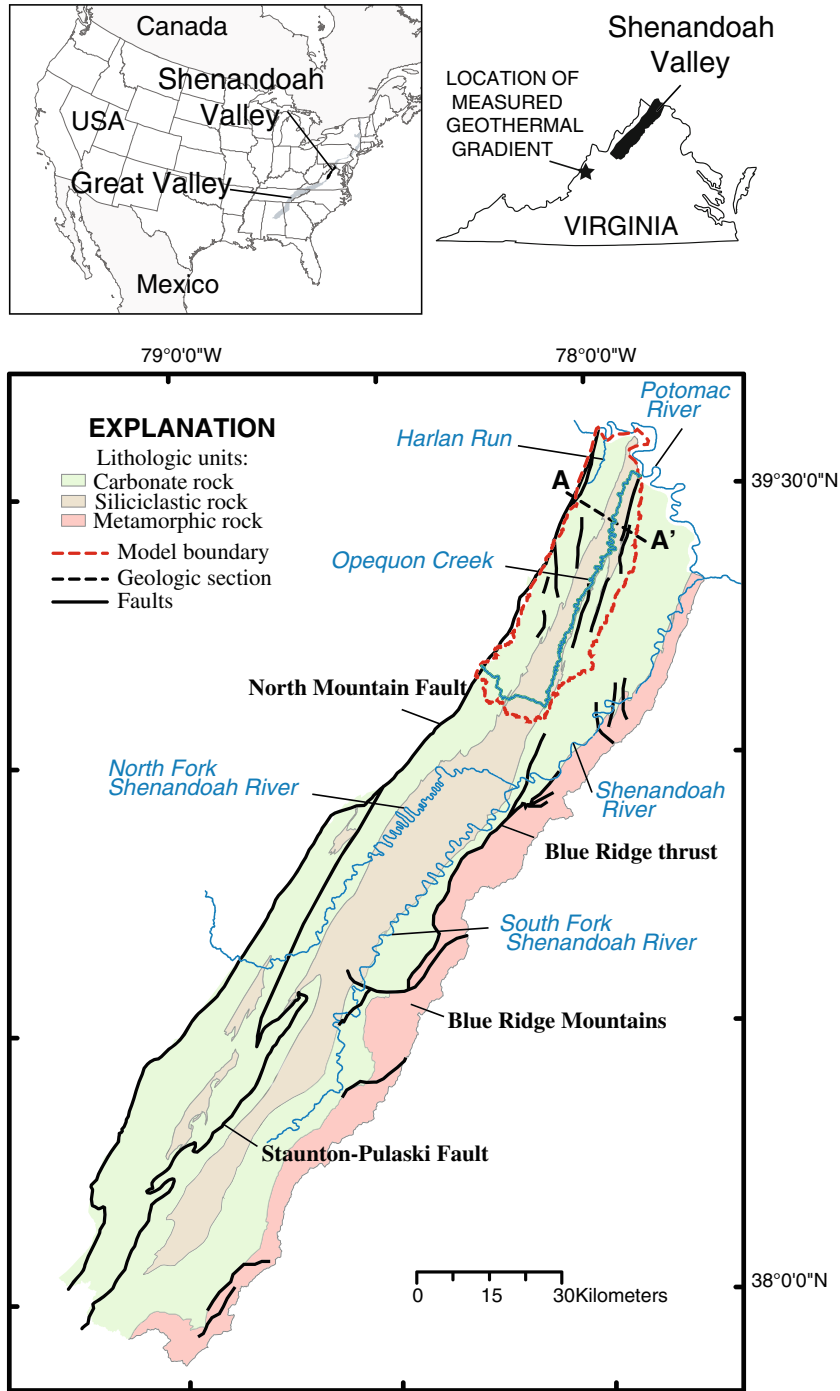 Canada
Shenandoah
Valley
USA
Great Valley
Mexico
Shenandoah
Valley
LOCATION OF
MEASURED
GEOTHERMAL
GRADIENT
VIRGINIA
79°0'0"W
78°0'0"W
EXPLANATION
Lithologic units:
Carbonate rock
Siliciclastic rock
Metamorphic rock
Model boundary
Geologic section
Faults
Potomac
River
Harlan Run
39°30'0"N
A
A'
Opequon Creek
North Mountain Fault
North Fork
Shenandoah River
Shenandoah
River
Blue Ridge thrust
South Fork
Shenandoah River
Blue Ridge Mountains
Staunton-Pulaski Fault
38°0'0"N
0 15 30Kilometers